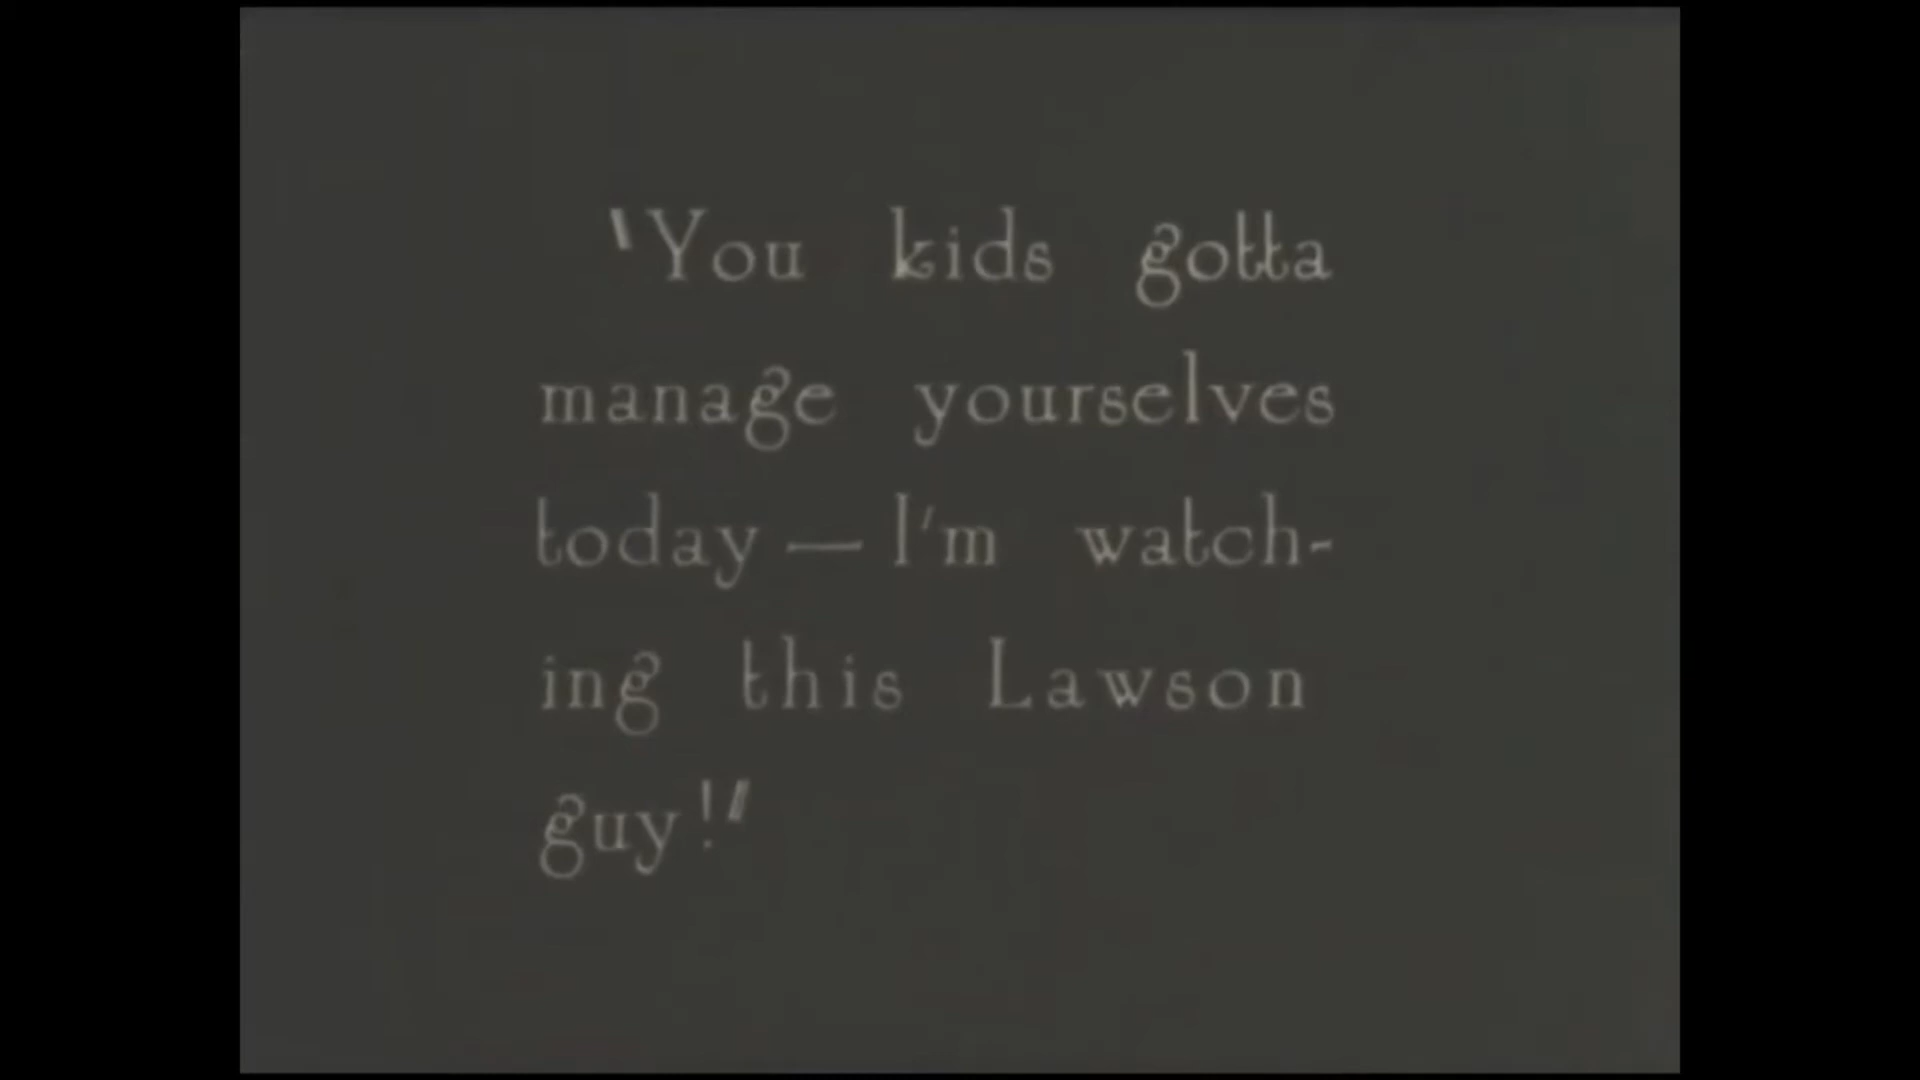 "You kids gotta
manage yourselves
today — I'm watch-
ing this Lawson
guy!"